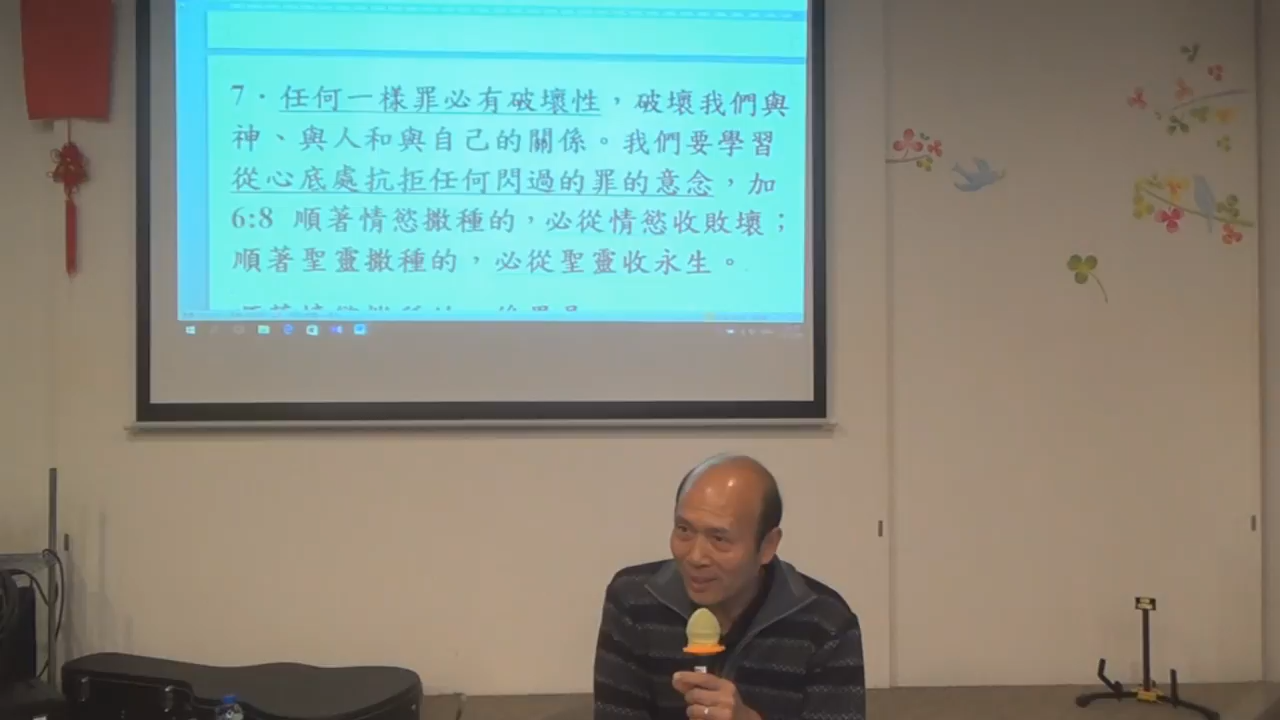 7．任何一樣罪必有破壞性，破壞我們與
神、與人和與自己的關係。我們要學習
從心底處抗拒任何閃過的罪的意念，加
6:8 順著情慾撒種的，必從情慾收敗壞；
順著聖靈撒種的，必從聖靈收永生。